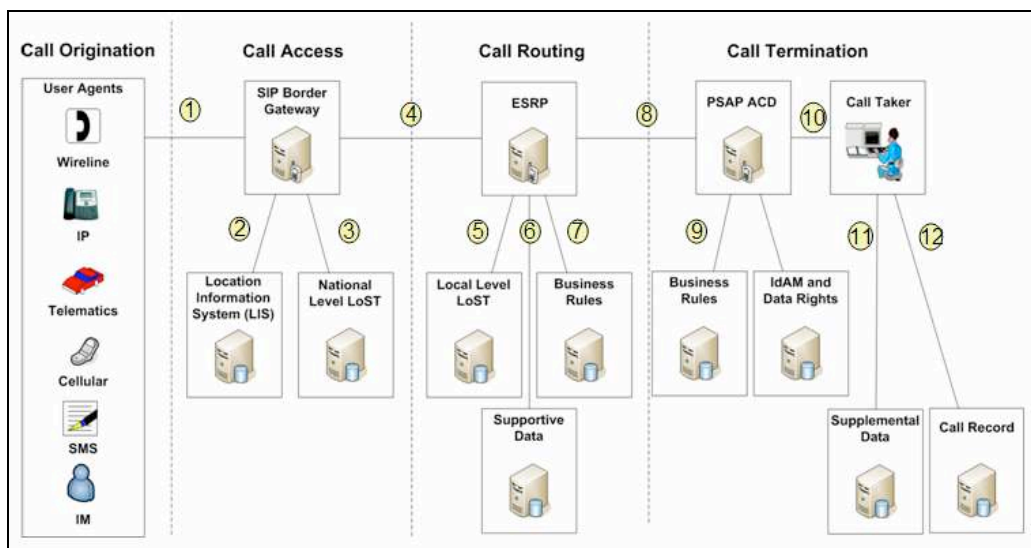 Call Origination
Call Access
Call Routing
Call Termination
User Agents
Wireline
IP
Telematics
Cellular
SMS
IM
1
SIP Border
Gateway
2
3
Location
Information
System (LIS)
National
Level LoST
4
ESRP
5
6
7
Local Level
LoST
Business
Rules
Supportive
Data
8
PSAP ACD
9
Business
Rules
IdAM and
Data Rights
10
Call Taker
11
12
Supplemental
Data
Call Record